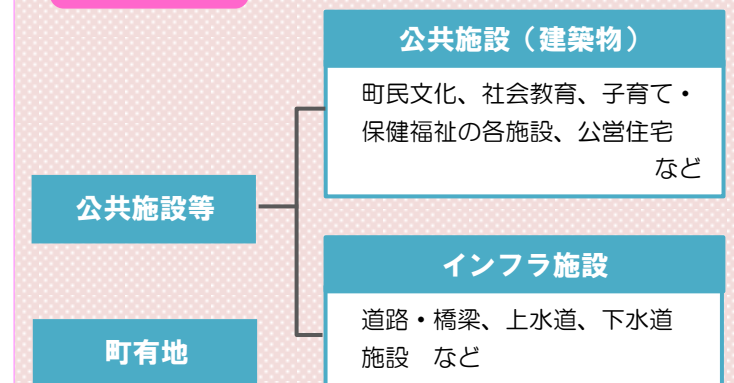 公共施設(建築物)
町民文化、社会教育、子育て・
保健福祉の各施設、公営住宅
など
公共施設等
インフラ施設
道路・橋梁、上水道、下水道
施設 など
町有地